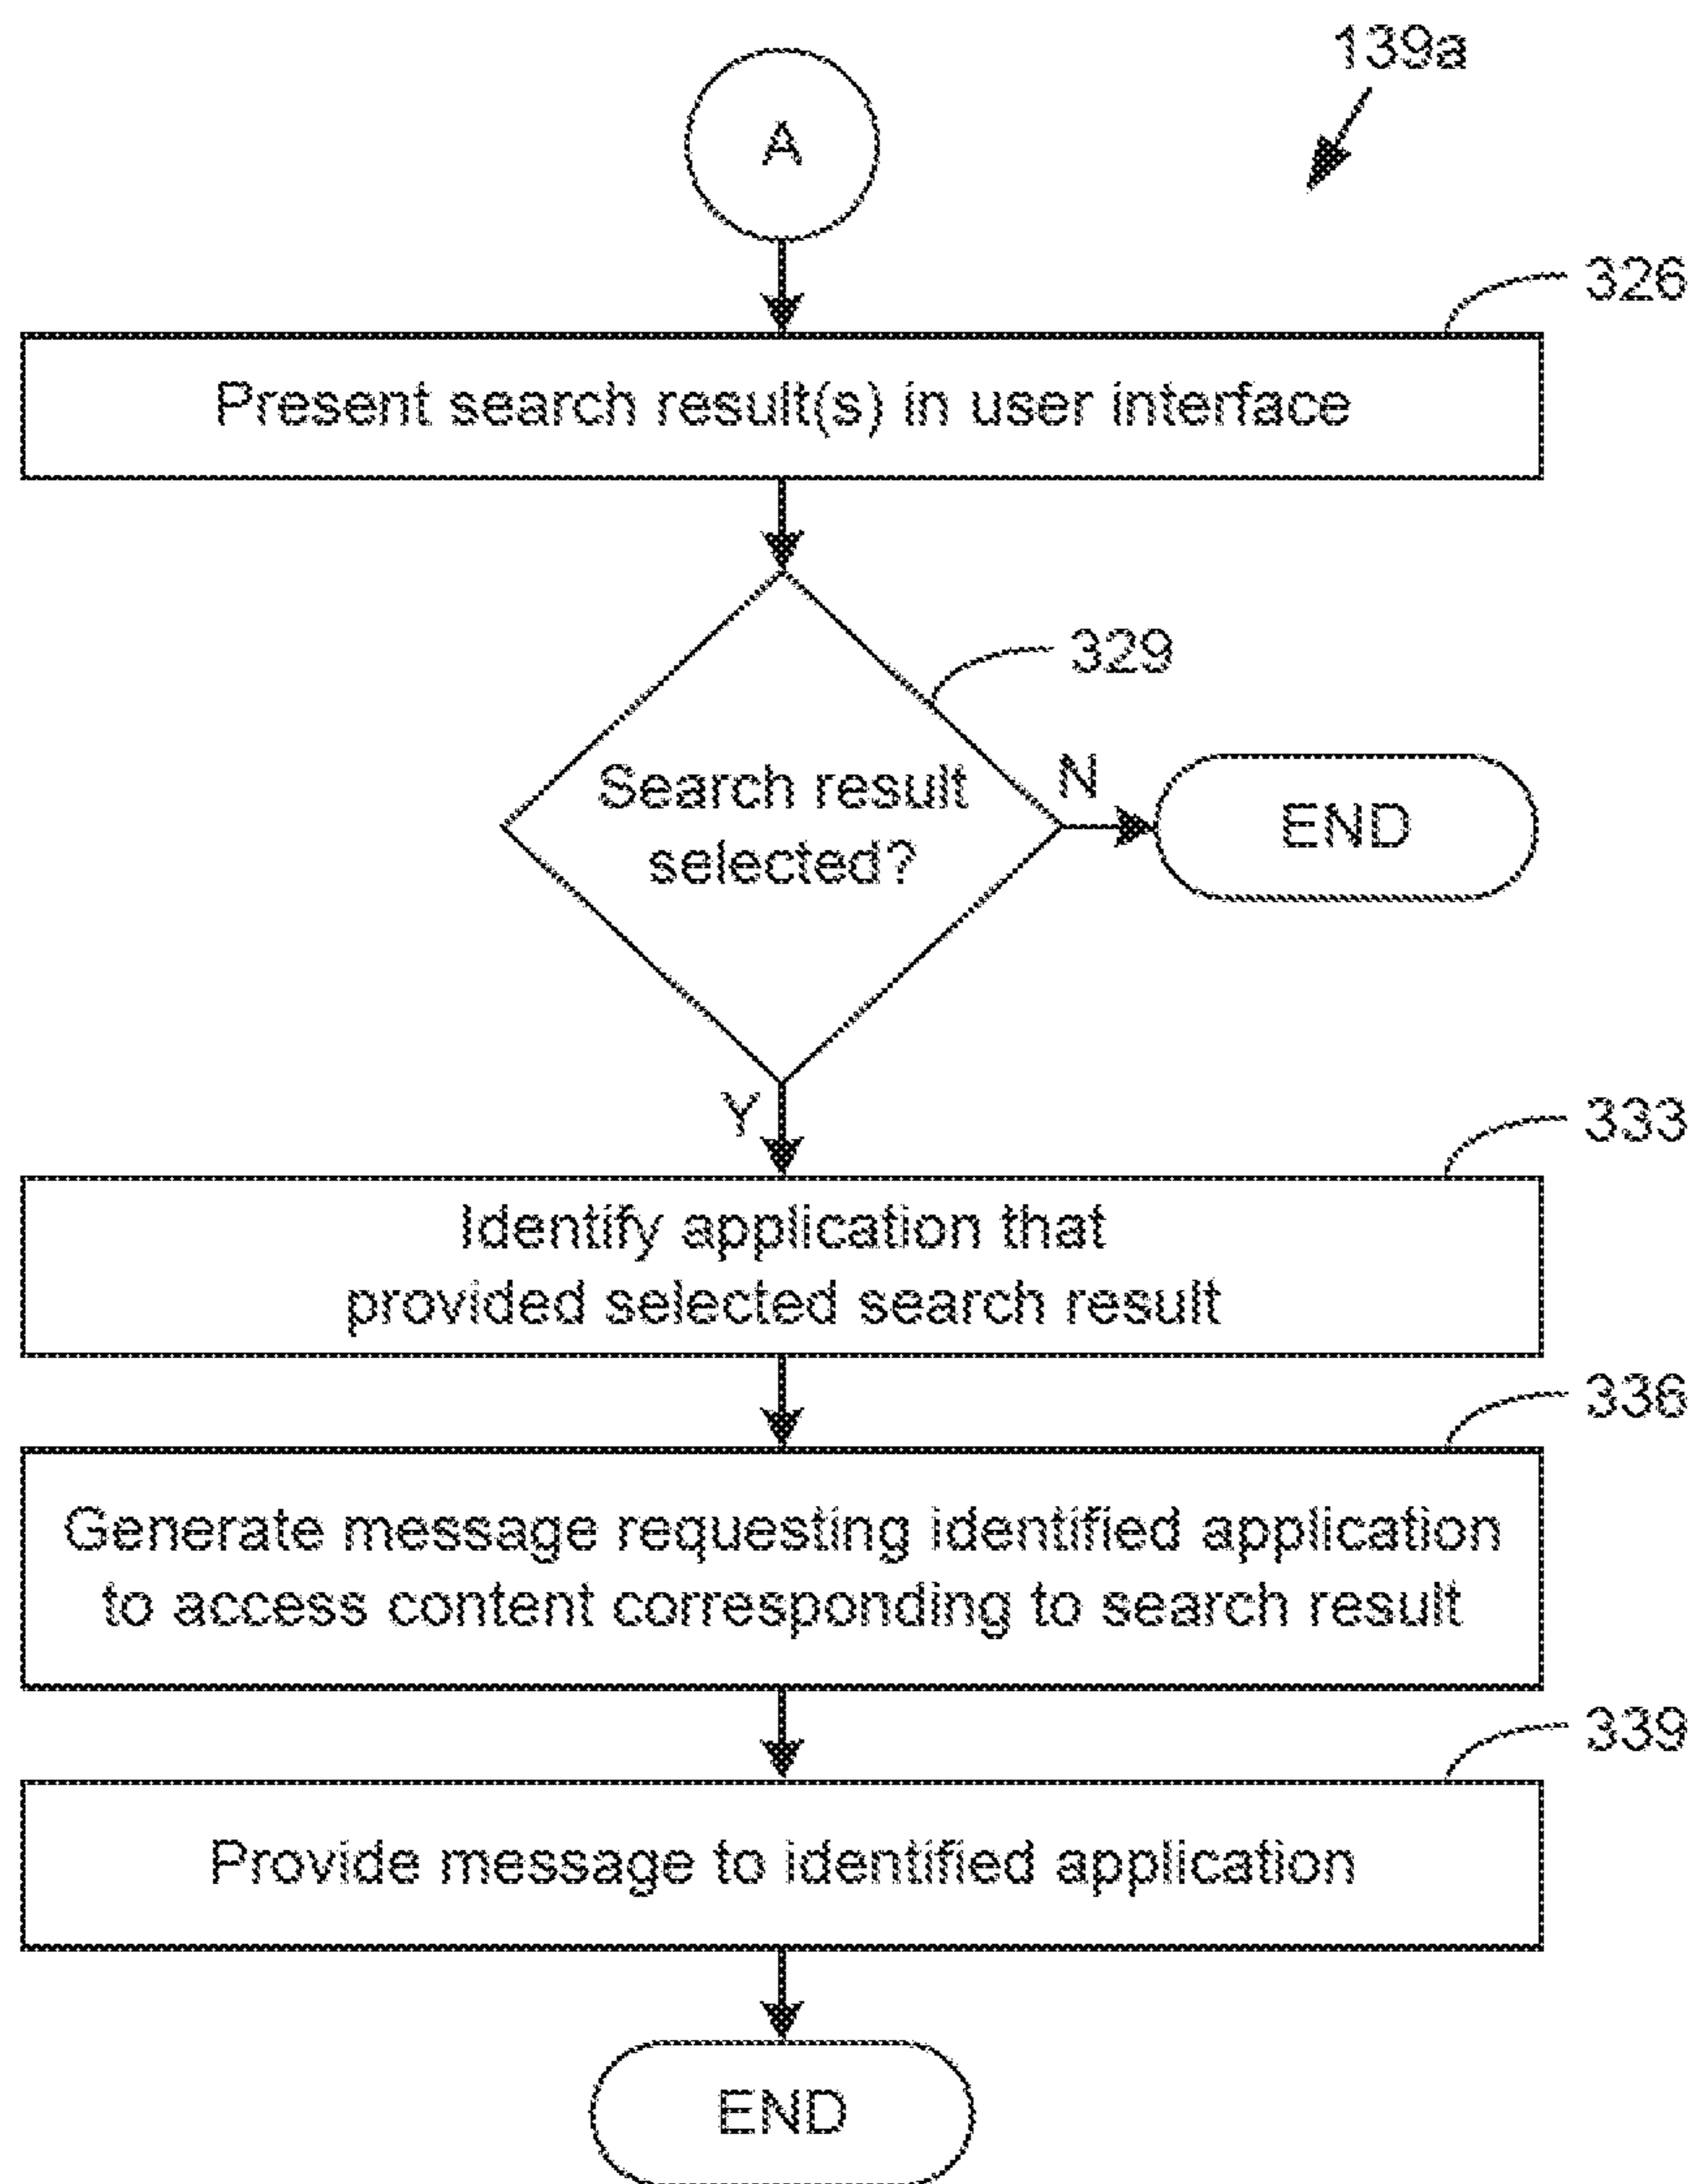 139a
A
326
Present search result(s) in user interface
329
Search result
selected?
N
END
Y
333
Identify application that
provided selected search result
336
Generate message requesting identified application
to access content corresponding to search result
339
Provide message to identified application
END